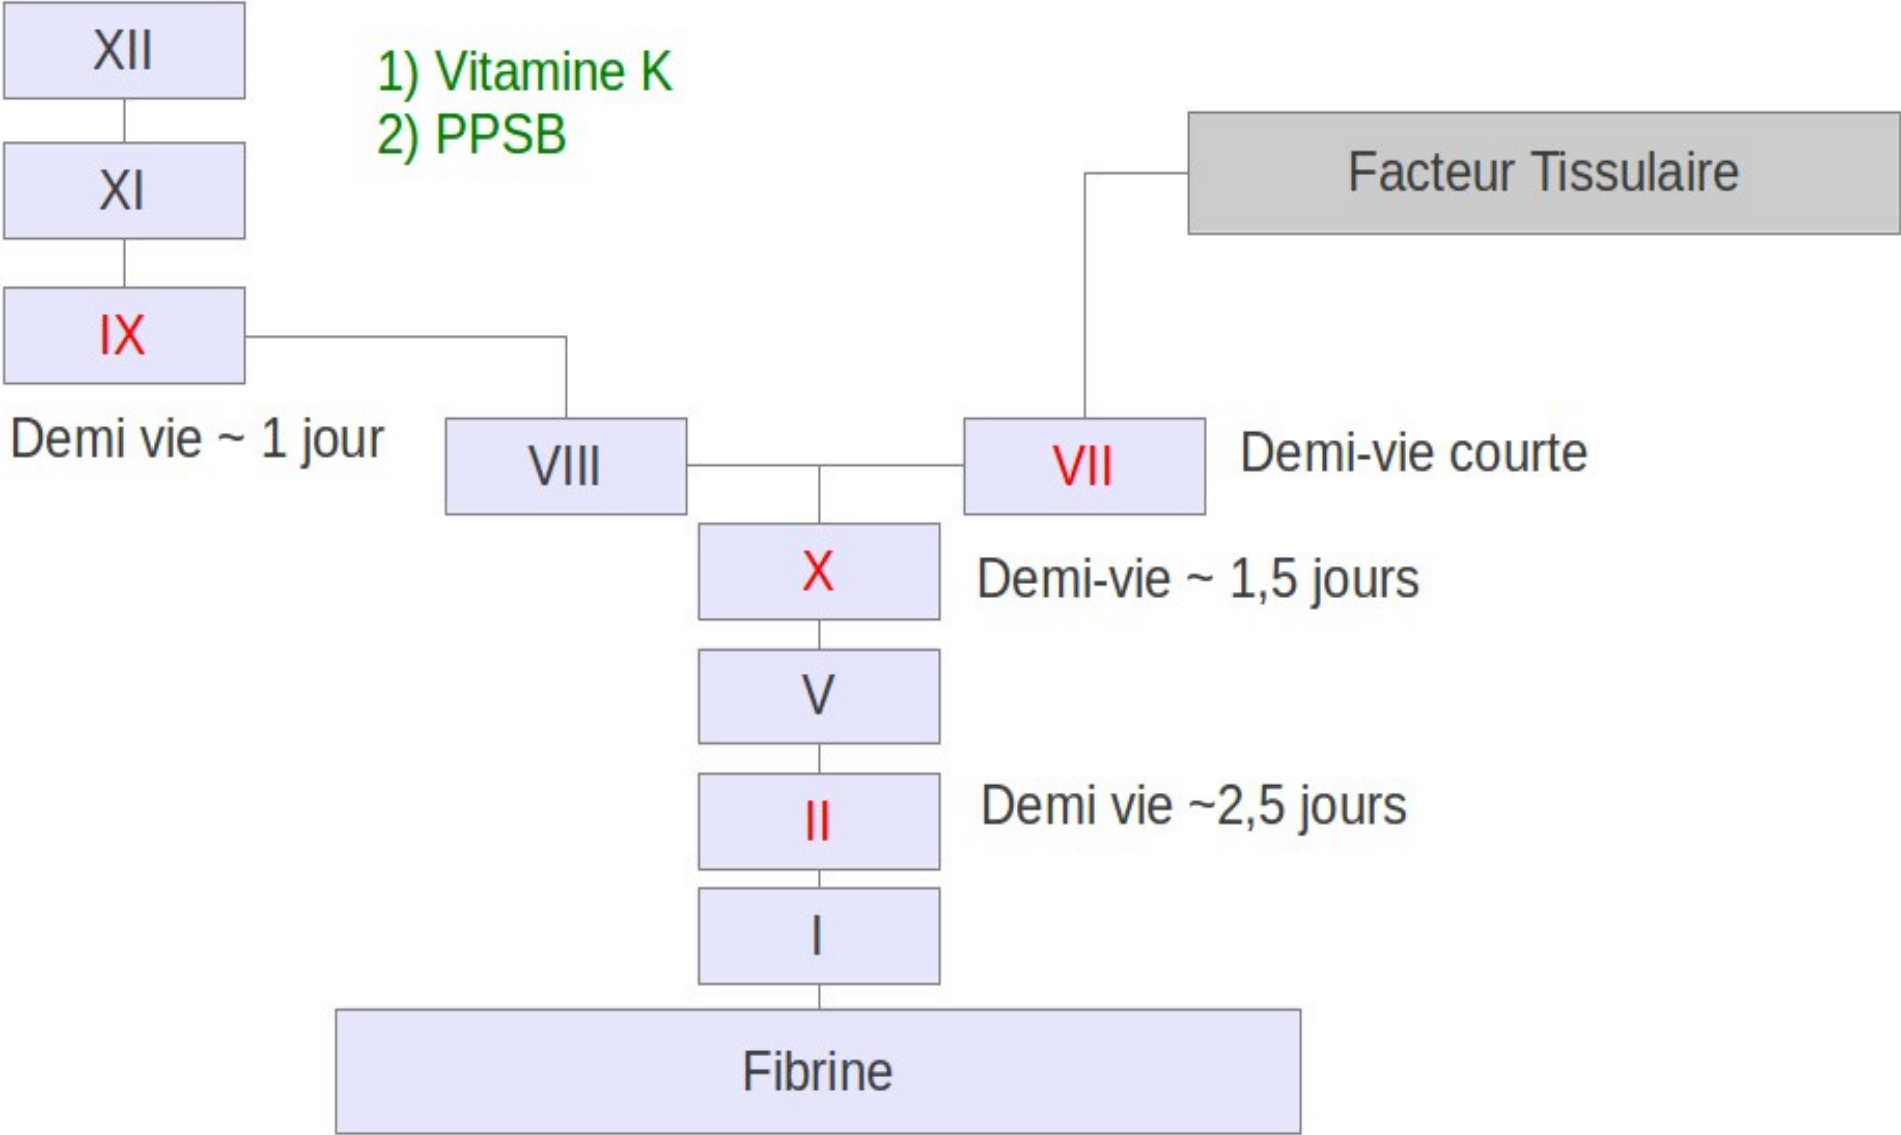 XII
1) Vitamine K
2) PPSB
Facteur Tissulaire
XI
IX
Demi vie ~ 1 jour
VIII
VII
Demi-vie courte
X
Demi-vie ~ 1,5 jours
V
II
Demi vie ~2,5 jours
I
Fibrine